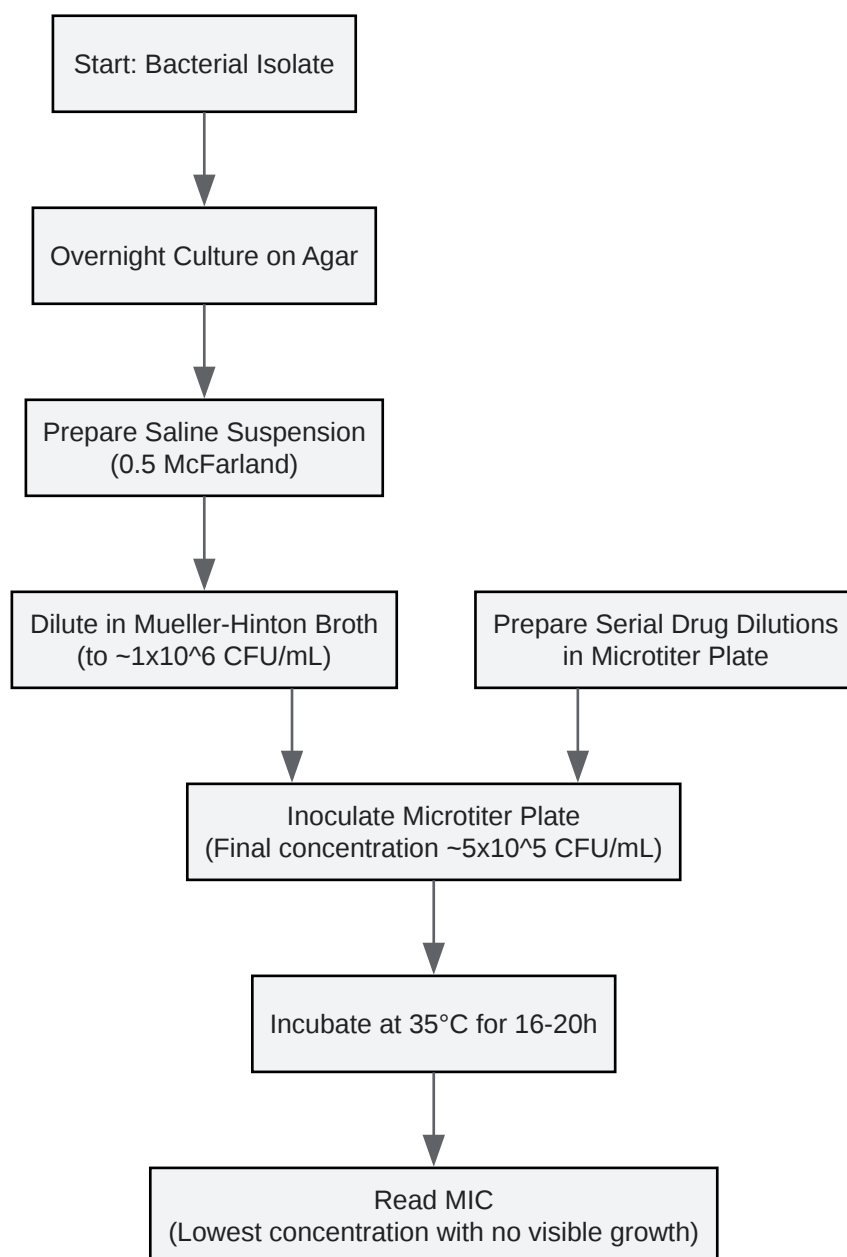 Start: Bacterial Isolate
Overnight Culture on Agar
Prepare Saline Suspension
(0.5 McFarland)
Dilute in Mueller-Hinton Broth
(to ~1x10^6 CFU/mL)
Prepare Serial Drug Dilutions
in Microtiter Plate
Inoculate Microtiter Plate
(Final concentration ~5x10^5 CFU/mL)
Incubate at 35°C for 16-20h
Read MIC
(Lowest concentration with no visible growth)